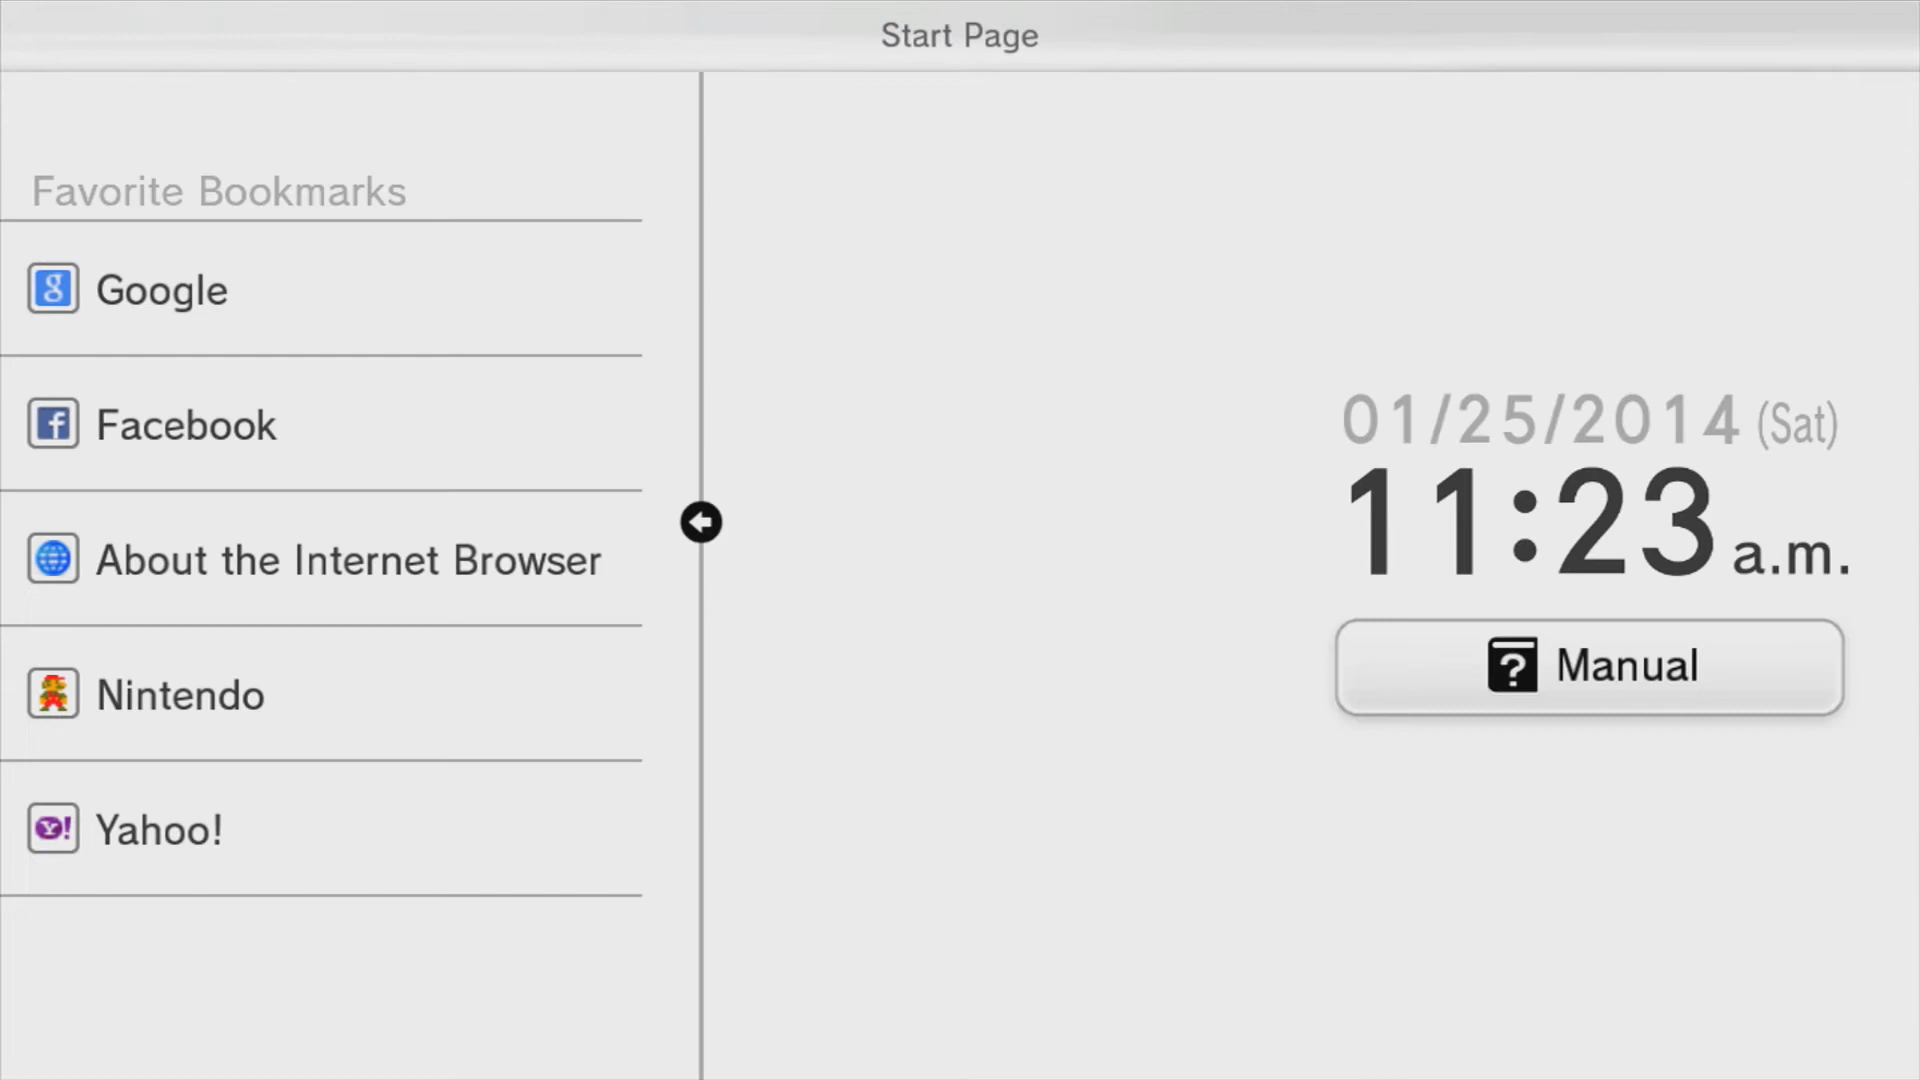 Start Page
Favorite Bookmarks
Google
Facebook
About the Internet Browser
Nintendo
Yahoo!
01/25/2014 (Sat)
11:23 a.m.
Manual